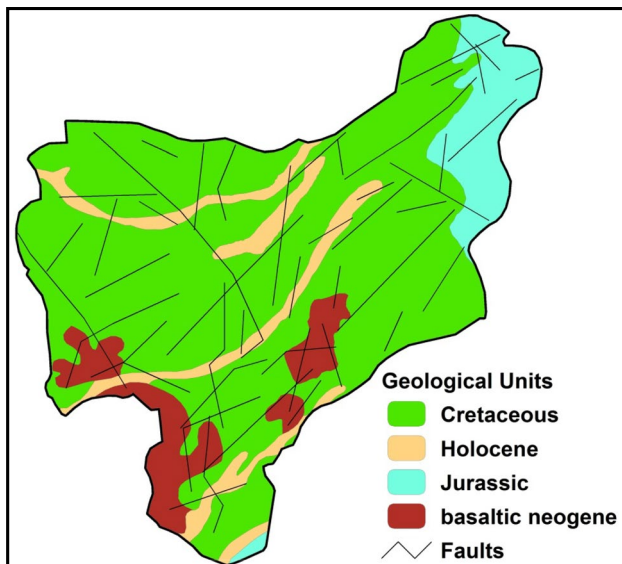 Geological Units
Cretaceous
Holocene
Jurassic
basaltic neogene
Faults